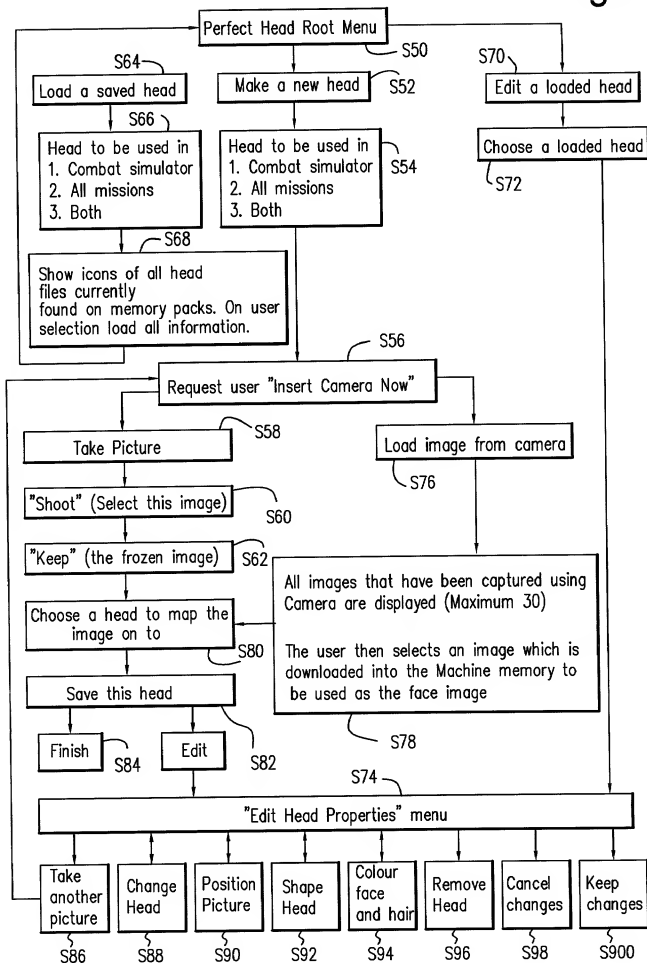 Perfect Head Root Menu
S50
S64
Load a saved head
Make a new head
S52
S70
Edit a loaded head
S66
Head to be used in
1. Combat simulator
2. All missions
3. Both
Head to be used in
1. Combat simulator
2. All missions
3. Both
S54
Choose a loaded head
S72
S68
Show icons of all head
files currently
found on memory packs. On user
selection load all information.
S56
Request user "Insert Camera Now"
S58
Take Picture
Load image from camera
S76
"Shoot" (Select this image)
S60
"Keep" (the frozen image)
S62
Choose a head to map the
image on to
S80
All images that have been captured using
Camera are displayed (Maximum 30)
The user then selects an image which is
downloaded into the Machine memory to
be used as the face image
S78
Save this head
S82
Finish
S84
Edit
S74
"Edit Head Properties" menu
Take
another
picture
S86
Change
Head
S88
Position
Picture
S90
Shape
Head
S92
Colour
face
and hair
S94
Remove
Head
S96
Cancel
changes
S98
Keep
changes
S900